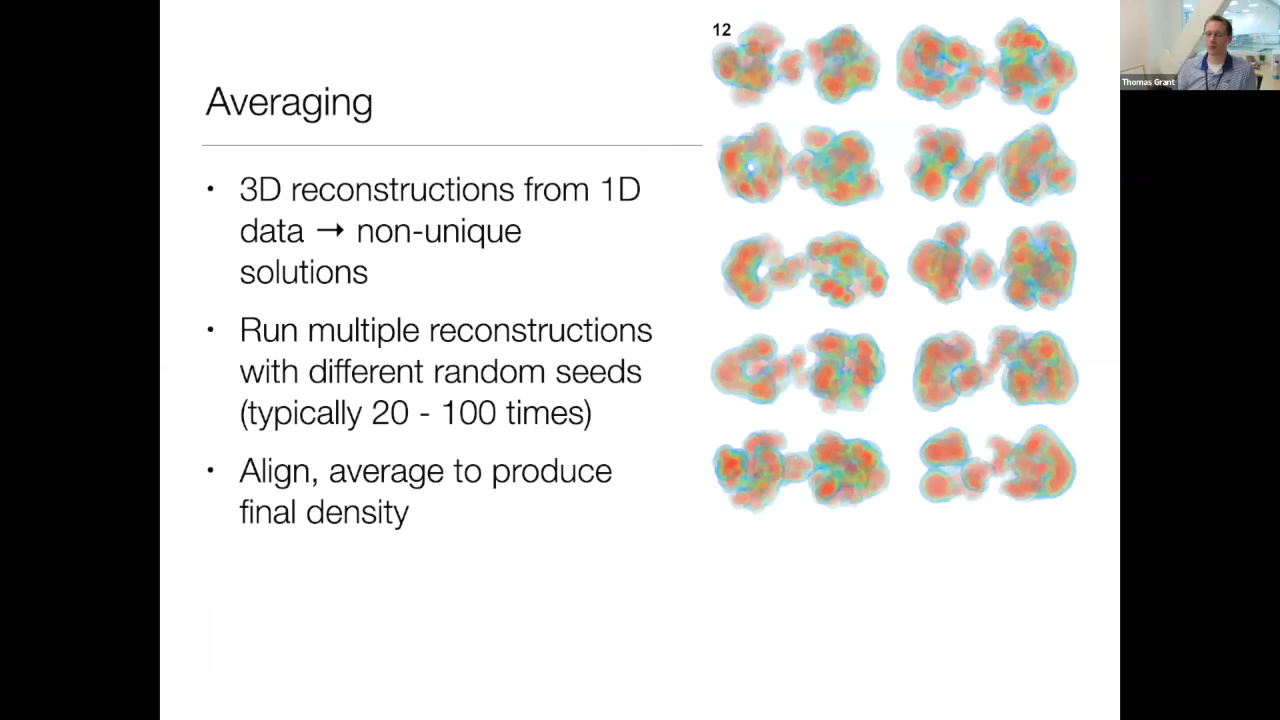 Averaging
• 3D reconstructions from 1D
data → non-unique
solutions
• Run multiple reconstructions
with different random seeds
(typically 20 - 100 times)
• Align, average to produce
final density
12
Thomas Grant